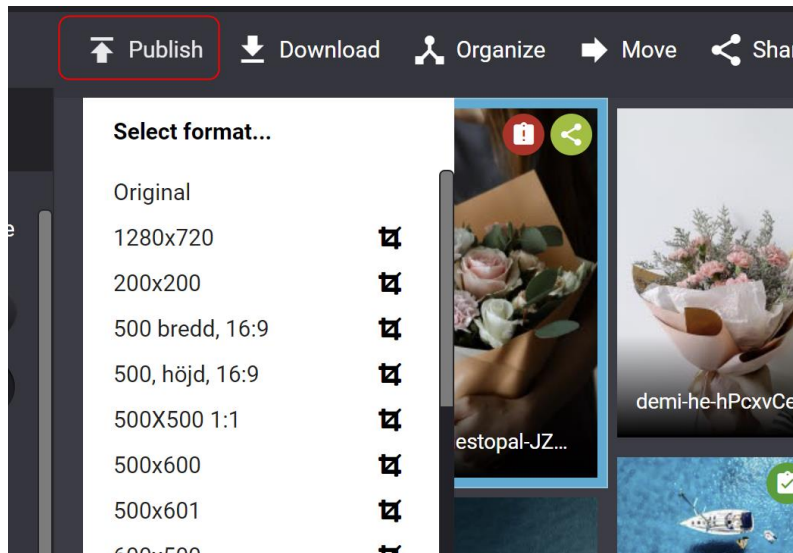 Publish Download Organize Move Shar
Select format...
Original
1280x720
200x200
500 bredd, 16:9
500, höjd, 16:9
500X500 1:1
500x600
500x601
e
estopal-JZ...
demi-he-hPcxvCe